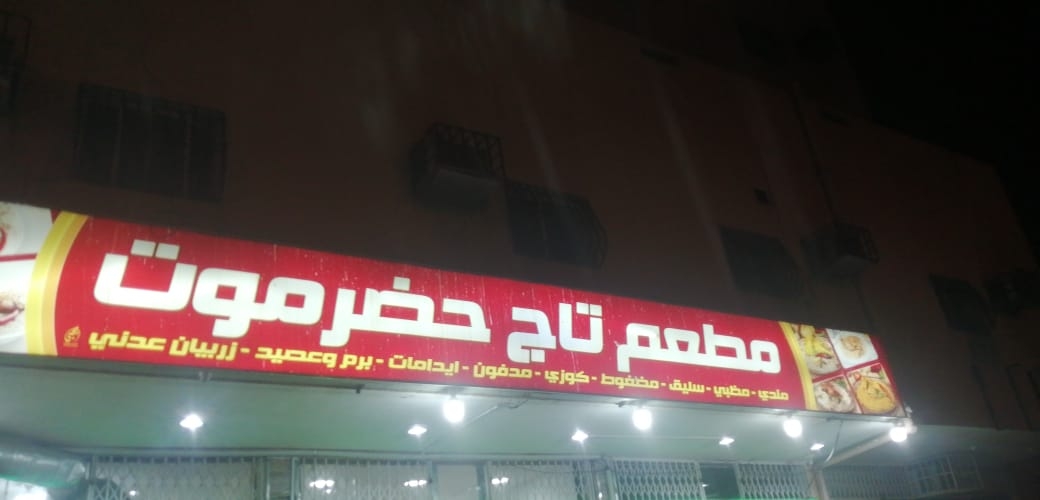 مطعم تاج حضرموت
مندي - مظبي - سليق - مضغوط - كوزي - مدفون - ايدامات - برم وعصيد - زربيان عدني